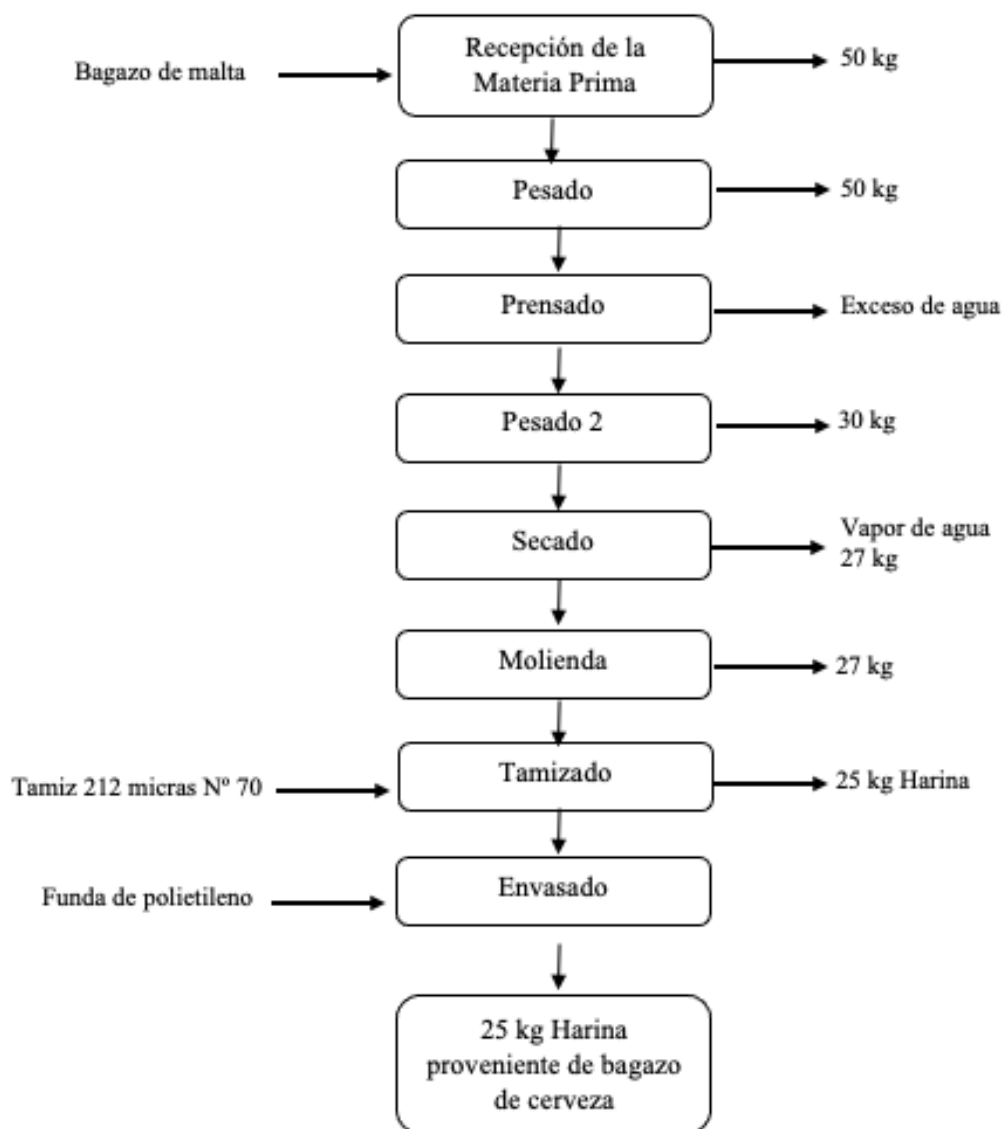 Bagazo de malta
Recepción de la
Materia Prima
50 kg
Pesado
50 kg
Prensado
Exceso de agua
Pesado 2
30 kg
Secado
Vapor de agua
27 kg
Molienda
27 kg
Tamiz 212 micras Nº 70
Tamizado
25 kg Harina
Funda de polietileno
Envasado
25 kg Harina
proveniente de bagazo
de cerveza